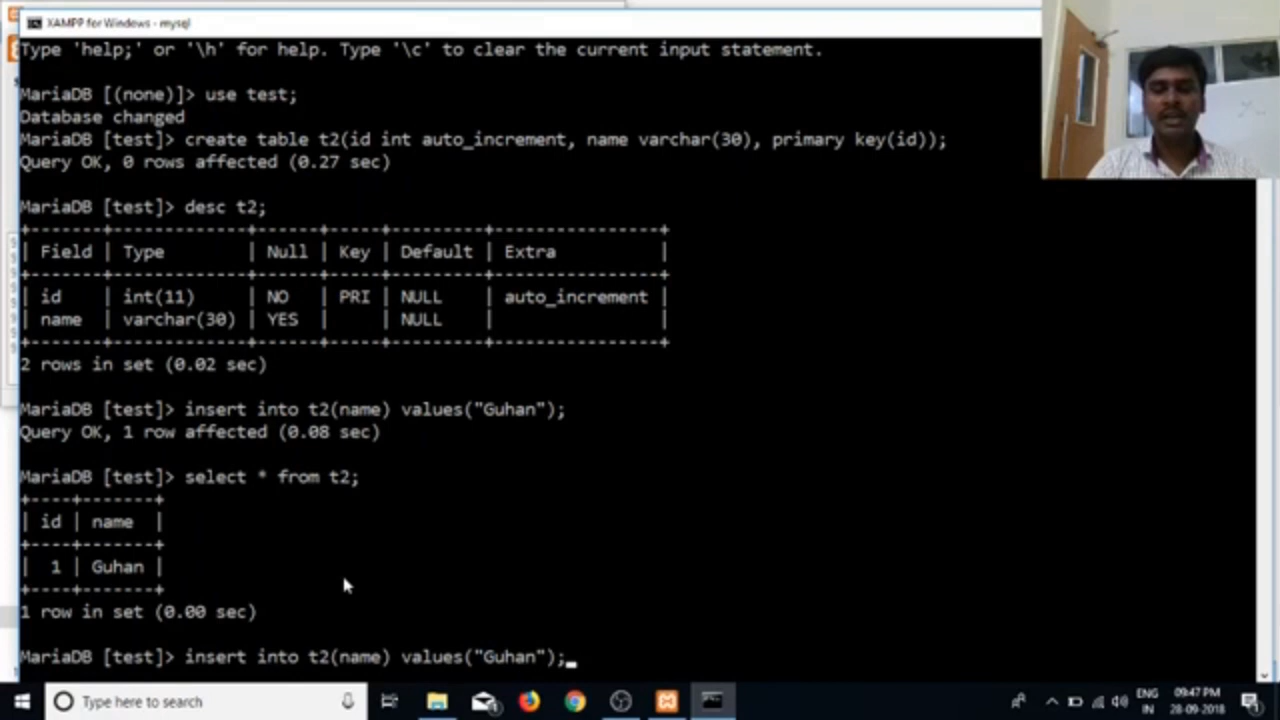 XAMPP for Windows - mysql
Type 'help;' or '\h' for help. Type '\c' to clear the current input statement.
MariaDB [(none)]> use test;
Database changed
MariaDB [test]> create table t2(id int auto_increment, name varchar(30), primary key(id));
Query OK, 0 rows affected (0.27 sec)
MariaDB [test]> desc t2;
+-------+-------------+------+-----+---------+----------------+
| Field | Type | Null | Key | Default | Extra |
+-------+-------------+------+-----+---------+----------------+
| id | int(11) | NO | PRI | NULL | auto_increment |
| name | varchar(30) | YES | | NULL | |
+-------+-------------+------+-----+---------+----------------+
2 rows in set (0.02 sec)
MariaDB [test]> insert into t2(name) values("Guhan");
Query OK, 1 row affected (0.08 sec)
MariaDB [test]> select * from t2;
+----+-------+
| id | name |
+----+-------+
| 1 | Guhan |
+----+-------+
1 row in set (0.00 sec)
MariaDB [test]> insert into t2(name) values("Guhan");_
Type here to search
ENG 09:47 PM
IN 28-09-2018